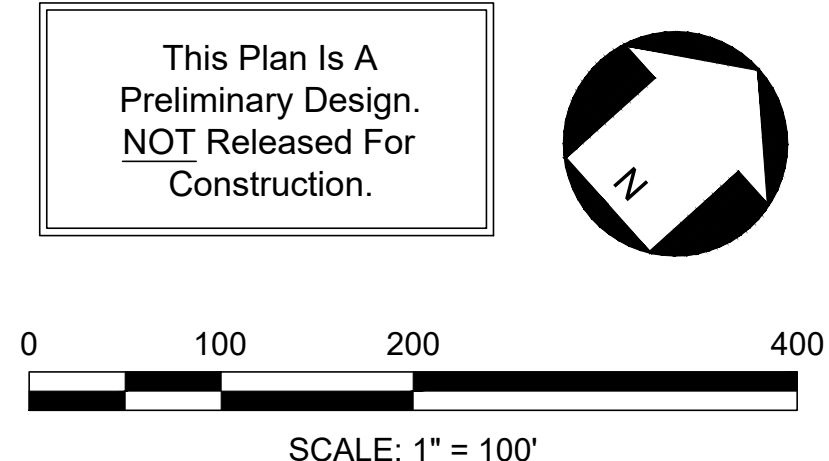 This Plan Is A
Preliminary Design.
NOT Released For
Construction.
N
0 100 200 400
SCALE: 1" = 100'